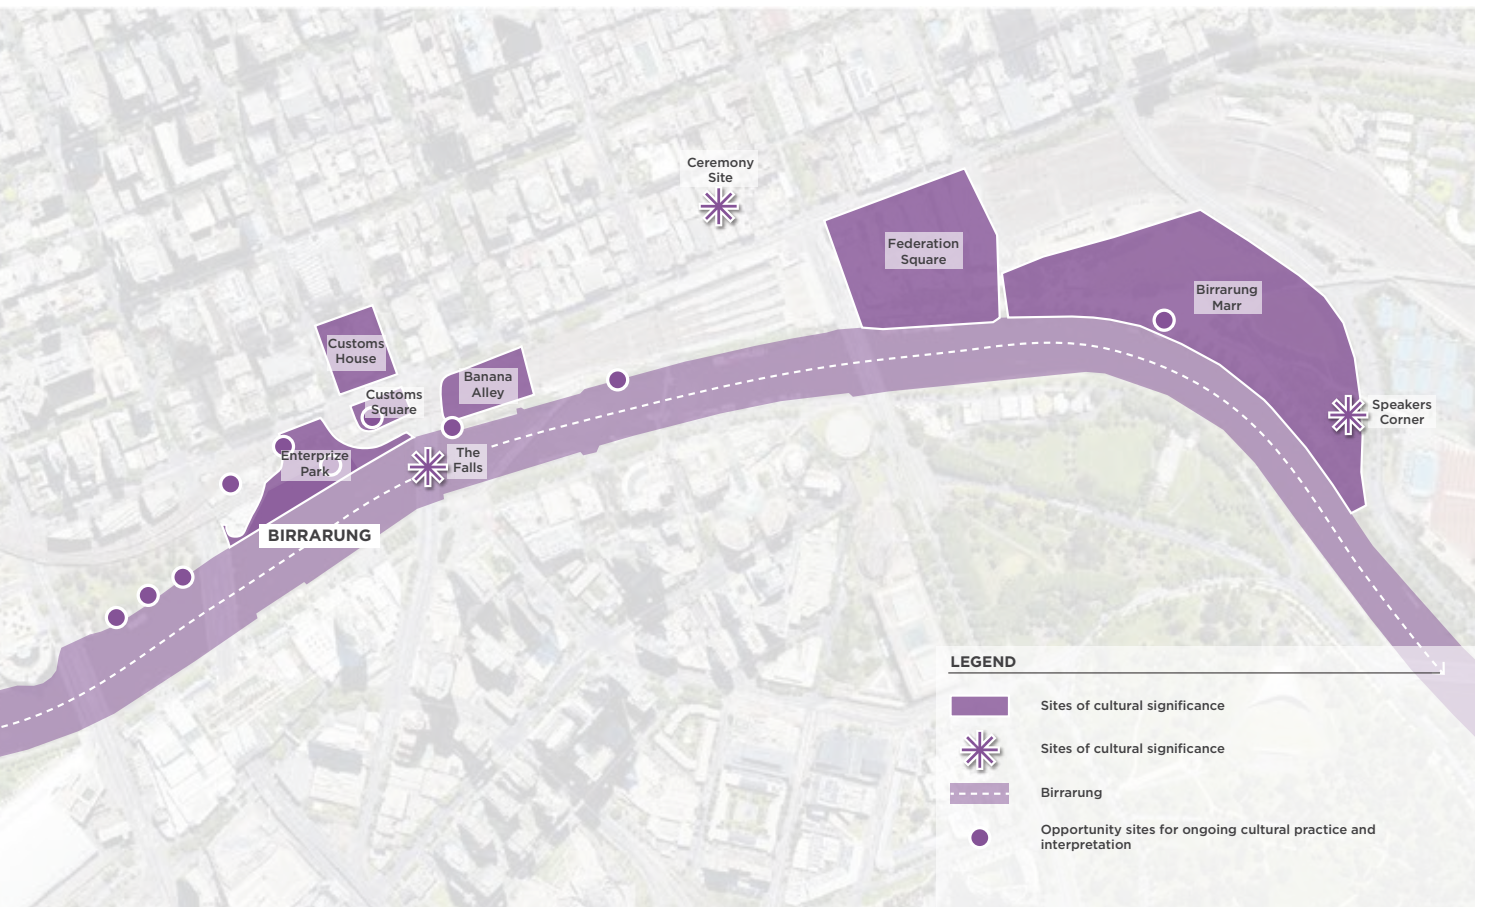 Ceremony
Site
Federation
Square
Birrarung
Marr
Customs
House
Banana
Alley
Customs
Square
Speakers
Corner
The
Falls
Enterprize
Park
BIRRARUNG
LEGEND
Sites of cultural significance
Sites of cultural significance
Birrarung
Opportunity sites for ongoing cultural practice and
interpretation